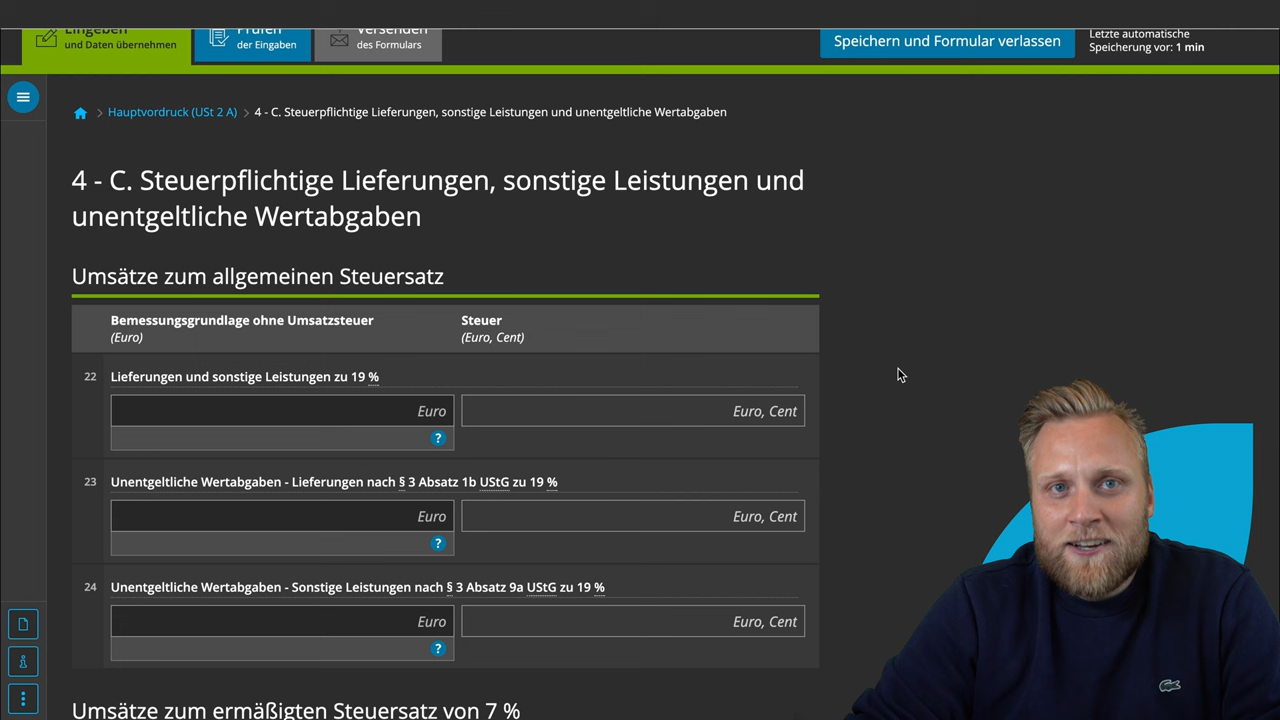 Eingeben
und Daten übernehmen
Prüfen
der Eingaben
Versenden
des Formulars
Speichern und Formular verlassen
Letzte automatische
Speicherung vor: 1 min
Hauptvordruck (USt 2 A) > 4 - C. Steuerpflichtige Lieferungen, sonstige Leistungen und unentgeltliche Wertabgaben
4 - C. Steuerpflichtige Lieferungen, sonstige Leistungen und
unentgeltliche Wertabgaben
Umsätze zum allgemeinen Steuersatz
Bemessungsgrundlage ohne Umsatzsteuer Steuer
(Euro) (Euro, Cent)
22 Lieferungen und sonstige Leistungen zu 19 %
Euro Euro, Cent
?
23 Unentgeltliche Wertabgaben - Lieferungen nach § 3 Absatz 1b UStG zu 19 %
Euro Euro, Cent
?
24 Unentgeltliche Wertabgaben - Sonstige Leistungen nach § 3 Absatz 9a UStG zu 19 %
Euro Euro, Cent
?
Umsätze zum ermäßigten Steuersatz von 7 %